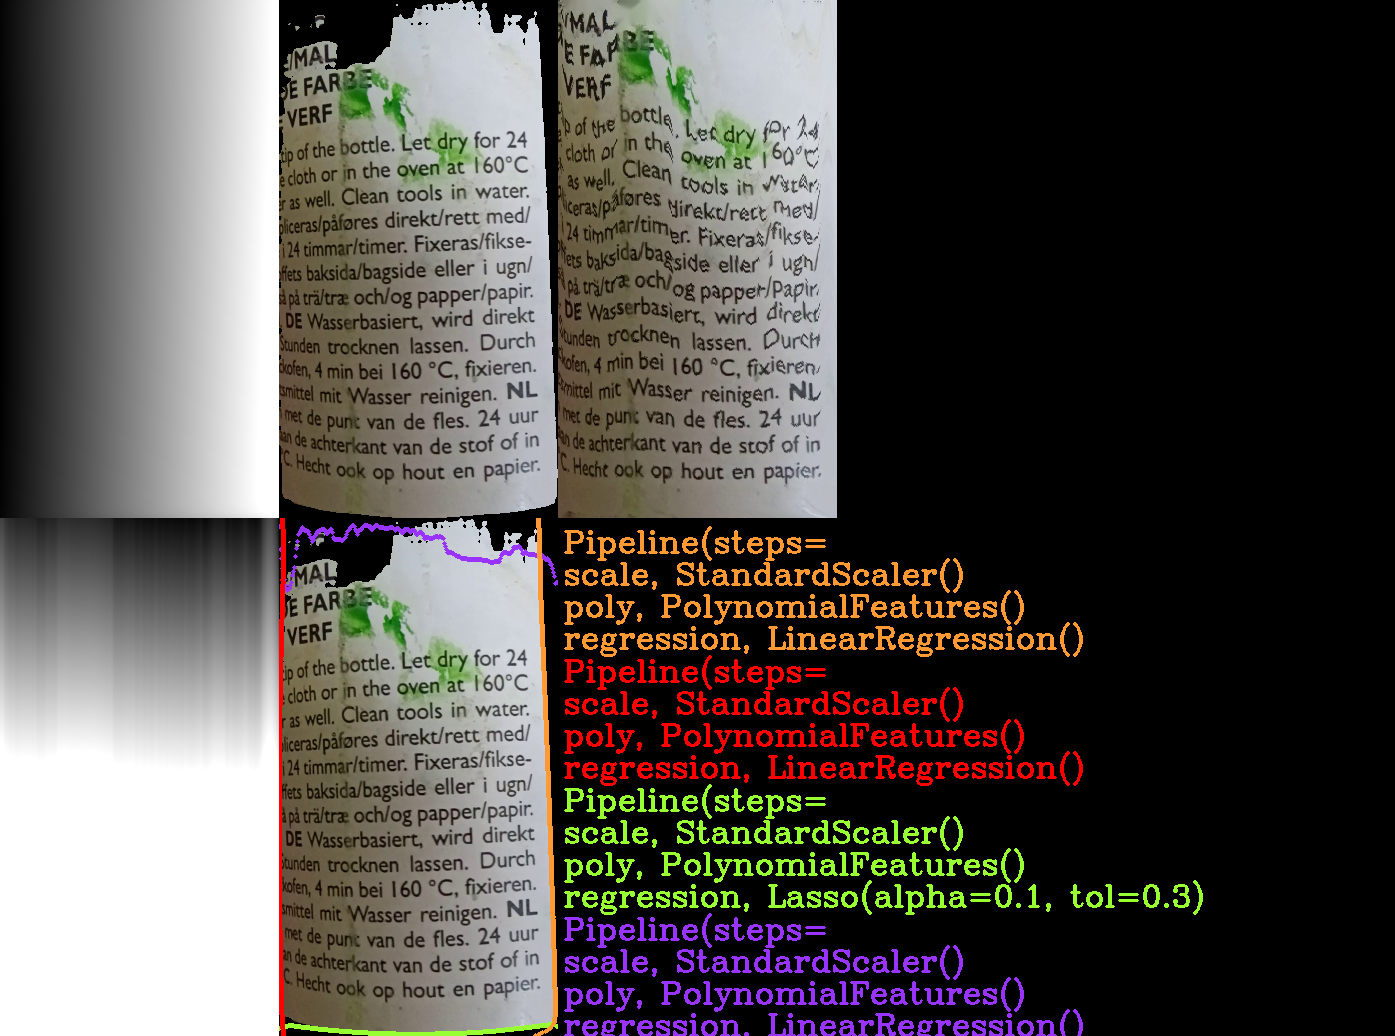 MAL
DE FARBE
VERF
tip of the bottle. Let dry for 24
cloth or in the oven at 160°C
r as well. Clean tools in water.
liceras/påføres direkt/rett med/
i 24 timmar/timer. Fixeras/fikse-
ffets baksida/bagside eller i ugn/
å på trä/træ och/og papper/papir.
DE Wasserbasiert, wird direkt
Stunden trocknen lassen. Durch
kofen, 4 min bei 160 °C, fixieren.
smittel mit Wasser reinigen. NL
met de punt van de fles. 24 uur
an de achterkant van de stof of in
°C. Hecht ook op hout en papier.
MAL
E FARBE
VERF
p of the bottle. Let dry for 24
cloth or in the oven at 160°C
as well. Clean tools in water.
liceras/påføres direkt/rett med/
i 24 timmar/timer. Fixeras/fikse-
ffets baksida/bagside eller i ugn/
på trä/træ och/og papper/papir.
DE Wasserbasiert, wird direkt
Stunden trocknen lassen. Durch
kofen, 4 min bei 160 °C, fixieren.
smittel mit Wasser reinigen. NL
met de punt van de fles. 24 uur
an de achterkant van de stof of in
°C. Hecht ook op hout en papier.
MAL
DE FARBE
VERF
tip of the bottle. Let dry for 24
cloth or in the oven at 160°C
r as well. Clean tools in water.
liceras/påføres direkt/rett med/
i 24 timmar/timer. Fixeras/fikse-
ffets baksida/bagside eller i ugn/
å på trä/træ och/og papper/papir.
DE Wasserbasiert, wird direkt
Stunden trocknen lassen. Durch
kofen, 4 min bei 160 °C, fixieren.
smittel mit Wasser reinigen. NL
met de punt van de fles. 24 uur
an de achterkant van de stof of in
°C. Hecht ook op hout en papier.
Pipeline(steps=
scale, StandardScaler()
poly, PolynomialFeatures()
regression, LinearRegression()
Pipeline(steps=
scale, StandardScaler()
poly, PolynomialFeatures()
regression, LinearRegression()
Pipeline(steps=
scale, StandardScaler()
poly, PolynomialFeatures()
regression, Lasso(alpha=0.1, tol=0.3)
Pipeline(steps=
scale, StandardScaler()
poly, PolynomialFeatures()
regression, LinearRegression()